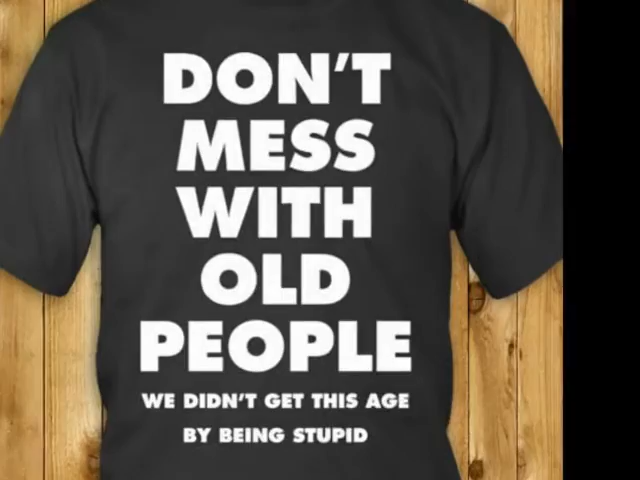 DON'T
MESS
WITH
OLD
PEOPLE
WE DIDN'T GET THIS AGE
BY BEING STUPID